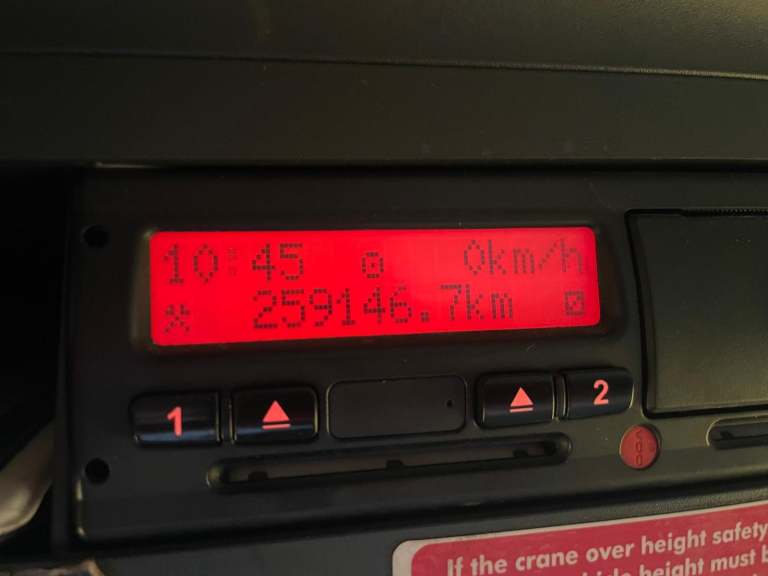 10:45 0km/h
259146.7km
1
2
If the crane over height safety
height must b